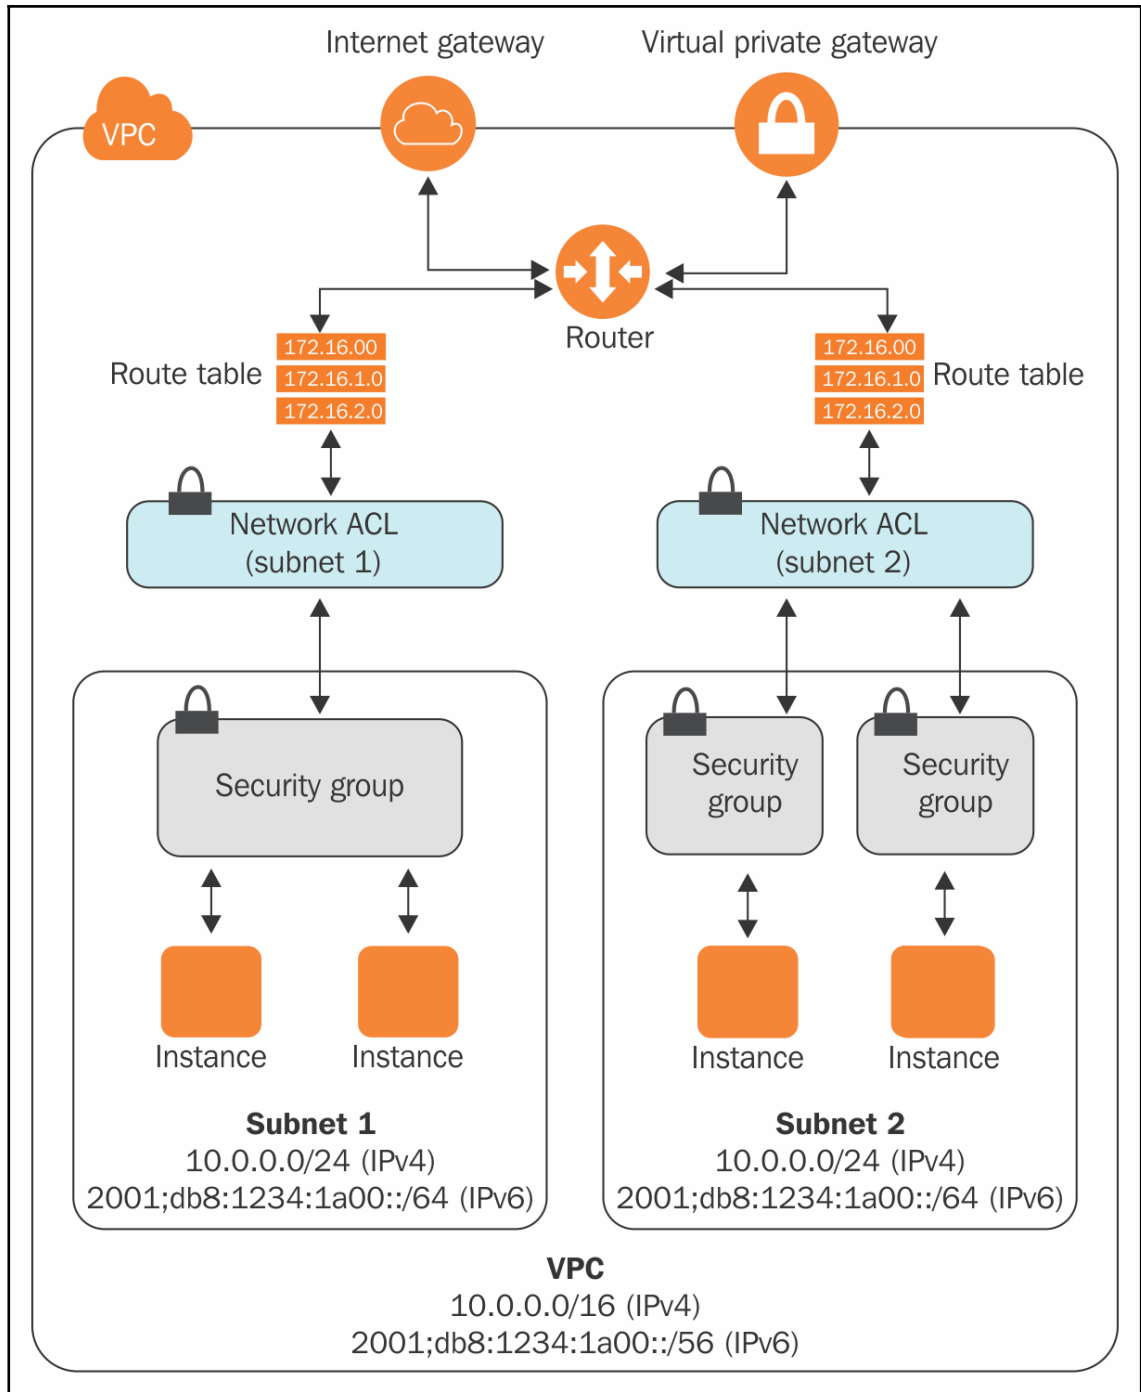 Internet gateway
Virtual private gateway
VPC
Router
Route table
172.16.00
172.16.1.0
172.16.2.0
172.16.00
172.16.1.0
172.16.2.0
Route table
Network ACL
(subnet 1)
Network ACL
(subnet 2)
Security group
Security
group
Security
group
Instance
Instance
Instance
Instance
Subnet 1
10.0.0.0/24 (IPv4)
2001;db8:1234:1a00::/64 (IPv6)
Subnet 2
10.0.0.0/24 (IPv4)
2001;db8:1234:1a00::/64 (IPv6)
VPC
10.0.0.0/16 (IPv4)
2001;db8:1234:1a00::/56 (IPv6)